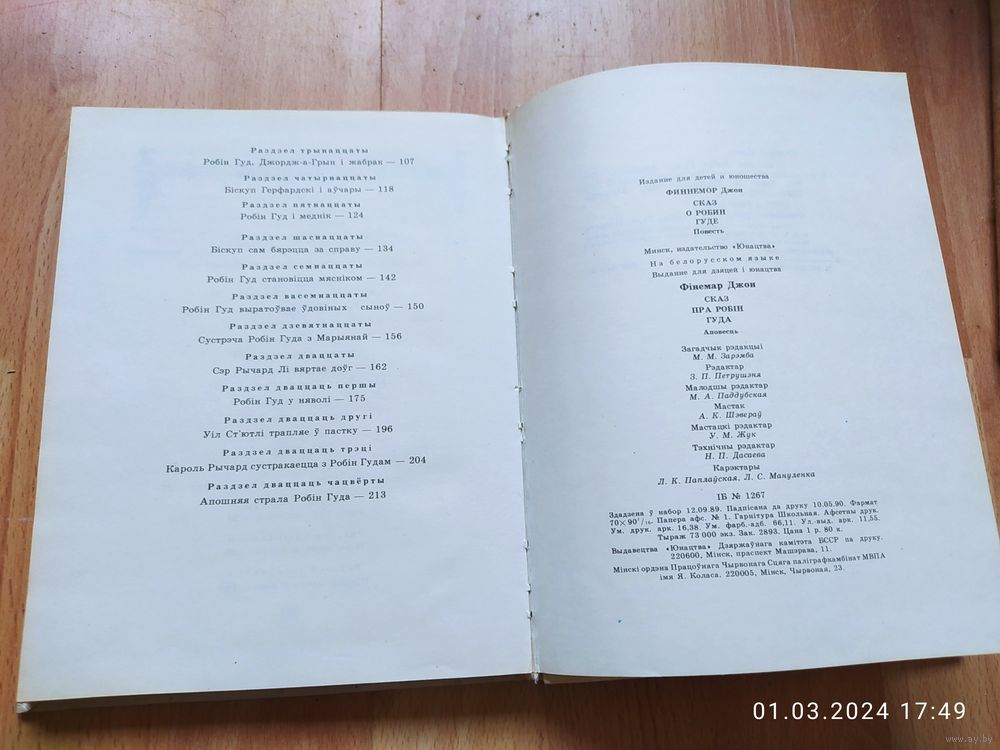 Раздзел трынаццаты
Робін Гуд, Джордж-а-Грын і жабрак — 107
Раздзел чатырнаццаты
Біскуп Герфардскі і аўчары — 118
Раздзел пятнаццаты
Робін Гуд і меднік — 124
Раздзел шаснаццаты
Біскуп сам бярэцца за справу — 134
Раздзел семнаццаты
Робін Гуд становіцца мясніком — 142
Раздзел васемнаццаты
Робін Гуд выратоўвае ўдовіных сыноў — 150
Раздзел дзевятнаццаты
Сустрэча Робін Гуда з Марыянай — 156
Раздзел дваццаты
Сэр Рычард Лі вяртае доўг — 162
Раздзел дваццаць першы
Робін Гуд у няволі — 175
Раздзел дваццаць другі
Уіл Ст'ютлі трапляе ў пастку — 196
Раздзел дваццаць трэці
Кароль Рычард сустракаецца з Робін Гудам — 204
Раздзел дваццаць чацвёрты
Апошняя страла Робін Гуда — 213
Издание для детей и юношества
ФИННЕМОР Джон
СКАЗ
О РОБИН
ГУДЕ
Повесть
Минск, издательство «Юнацтва»
На белорусском языке
Выданне для дзяцей і юнацтва
Фінемар Джон
СКАЗ
ПРА РОБІН
ГУДА
Аповесць
Загадчык рэдакцыі
М. М. Зарэмба
Рэдактар
З. П. Петрушэня
Малодшы рэдактар
М. А. Паддубская
Мастак
А. К. Шэвераў
Мастацкі рэдактар
У. М. Жук
Тэхнічны рэдактар
Н. П. Дасаева
Карэктары
Л. К. Паплаўская, Л. С. Мануленка
ІБ № 1267
Здадзена ў набор 12.09.89. Падпісана да друку 10.05.90. Фармат
70×90¹/₁₆. Папера афс. № 1. Гарнітура Школьная. Афсетны друк.
Ум. друк. арк. 16,38. Ум. фарб.-адб. 66,11. Ул.-выд. арк. 11,55.
Тыраж 73 000 экз. Зак. 2893. Цана 1 р. 80 к.
Выдавецтва «Юнацтва» Дзяржаўнага камітэта БССР па друку.
220600, Мінск, праспект Машэрава, 11.
Мінскі ордэна Працоўнага Чырвонага Сцяга паліграфкамбінат МВПА
імя Я. Коласа. 220005, Мінск, Чырвоная, 23.
01.03.2024 17:49
www.ay.by